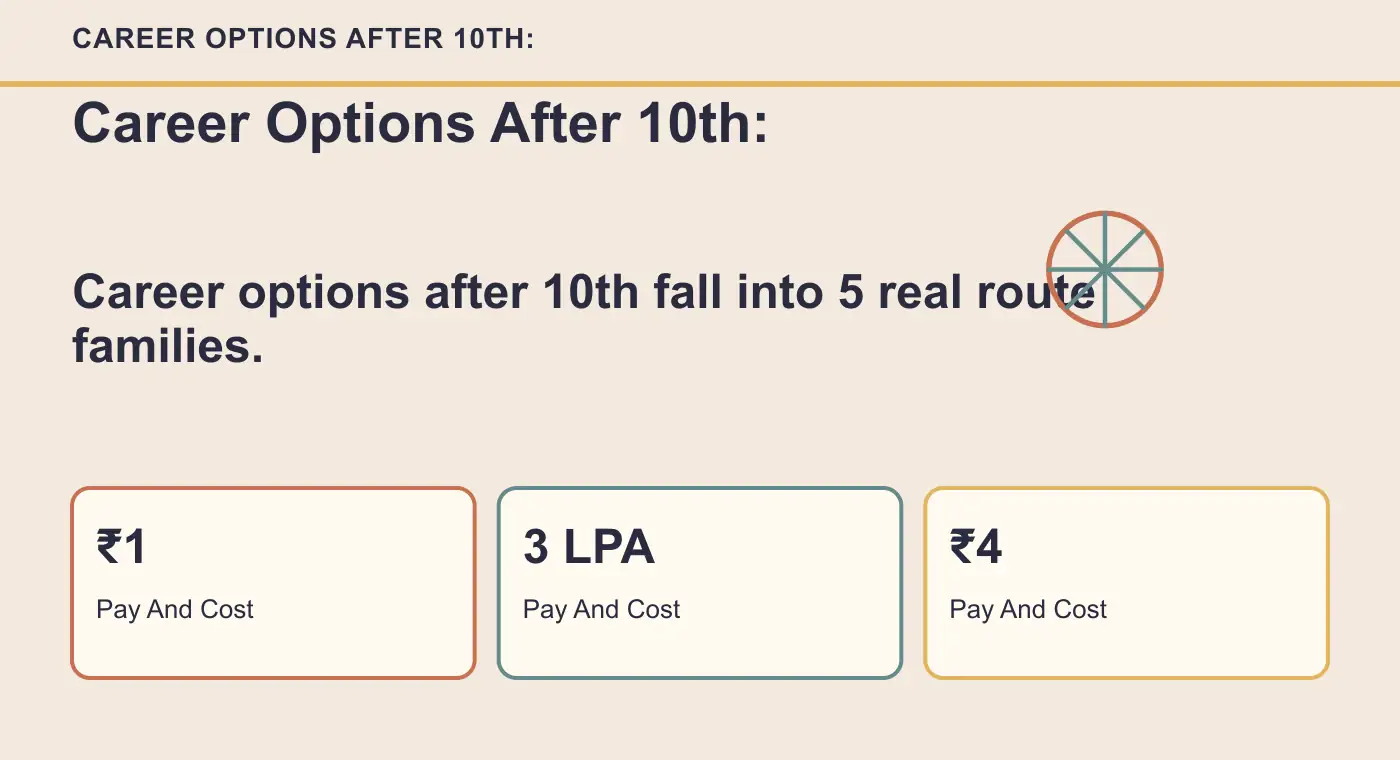 CAREER OPTIONS AFTER 10TH:
Career Options After 10th:
Career options after 10th fall into 5 real route
families.
₹1
Pay And Cost
3 LPA
Pay And Cost
₹4
Pay And Cost